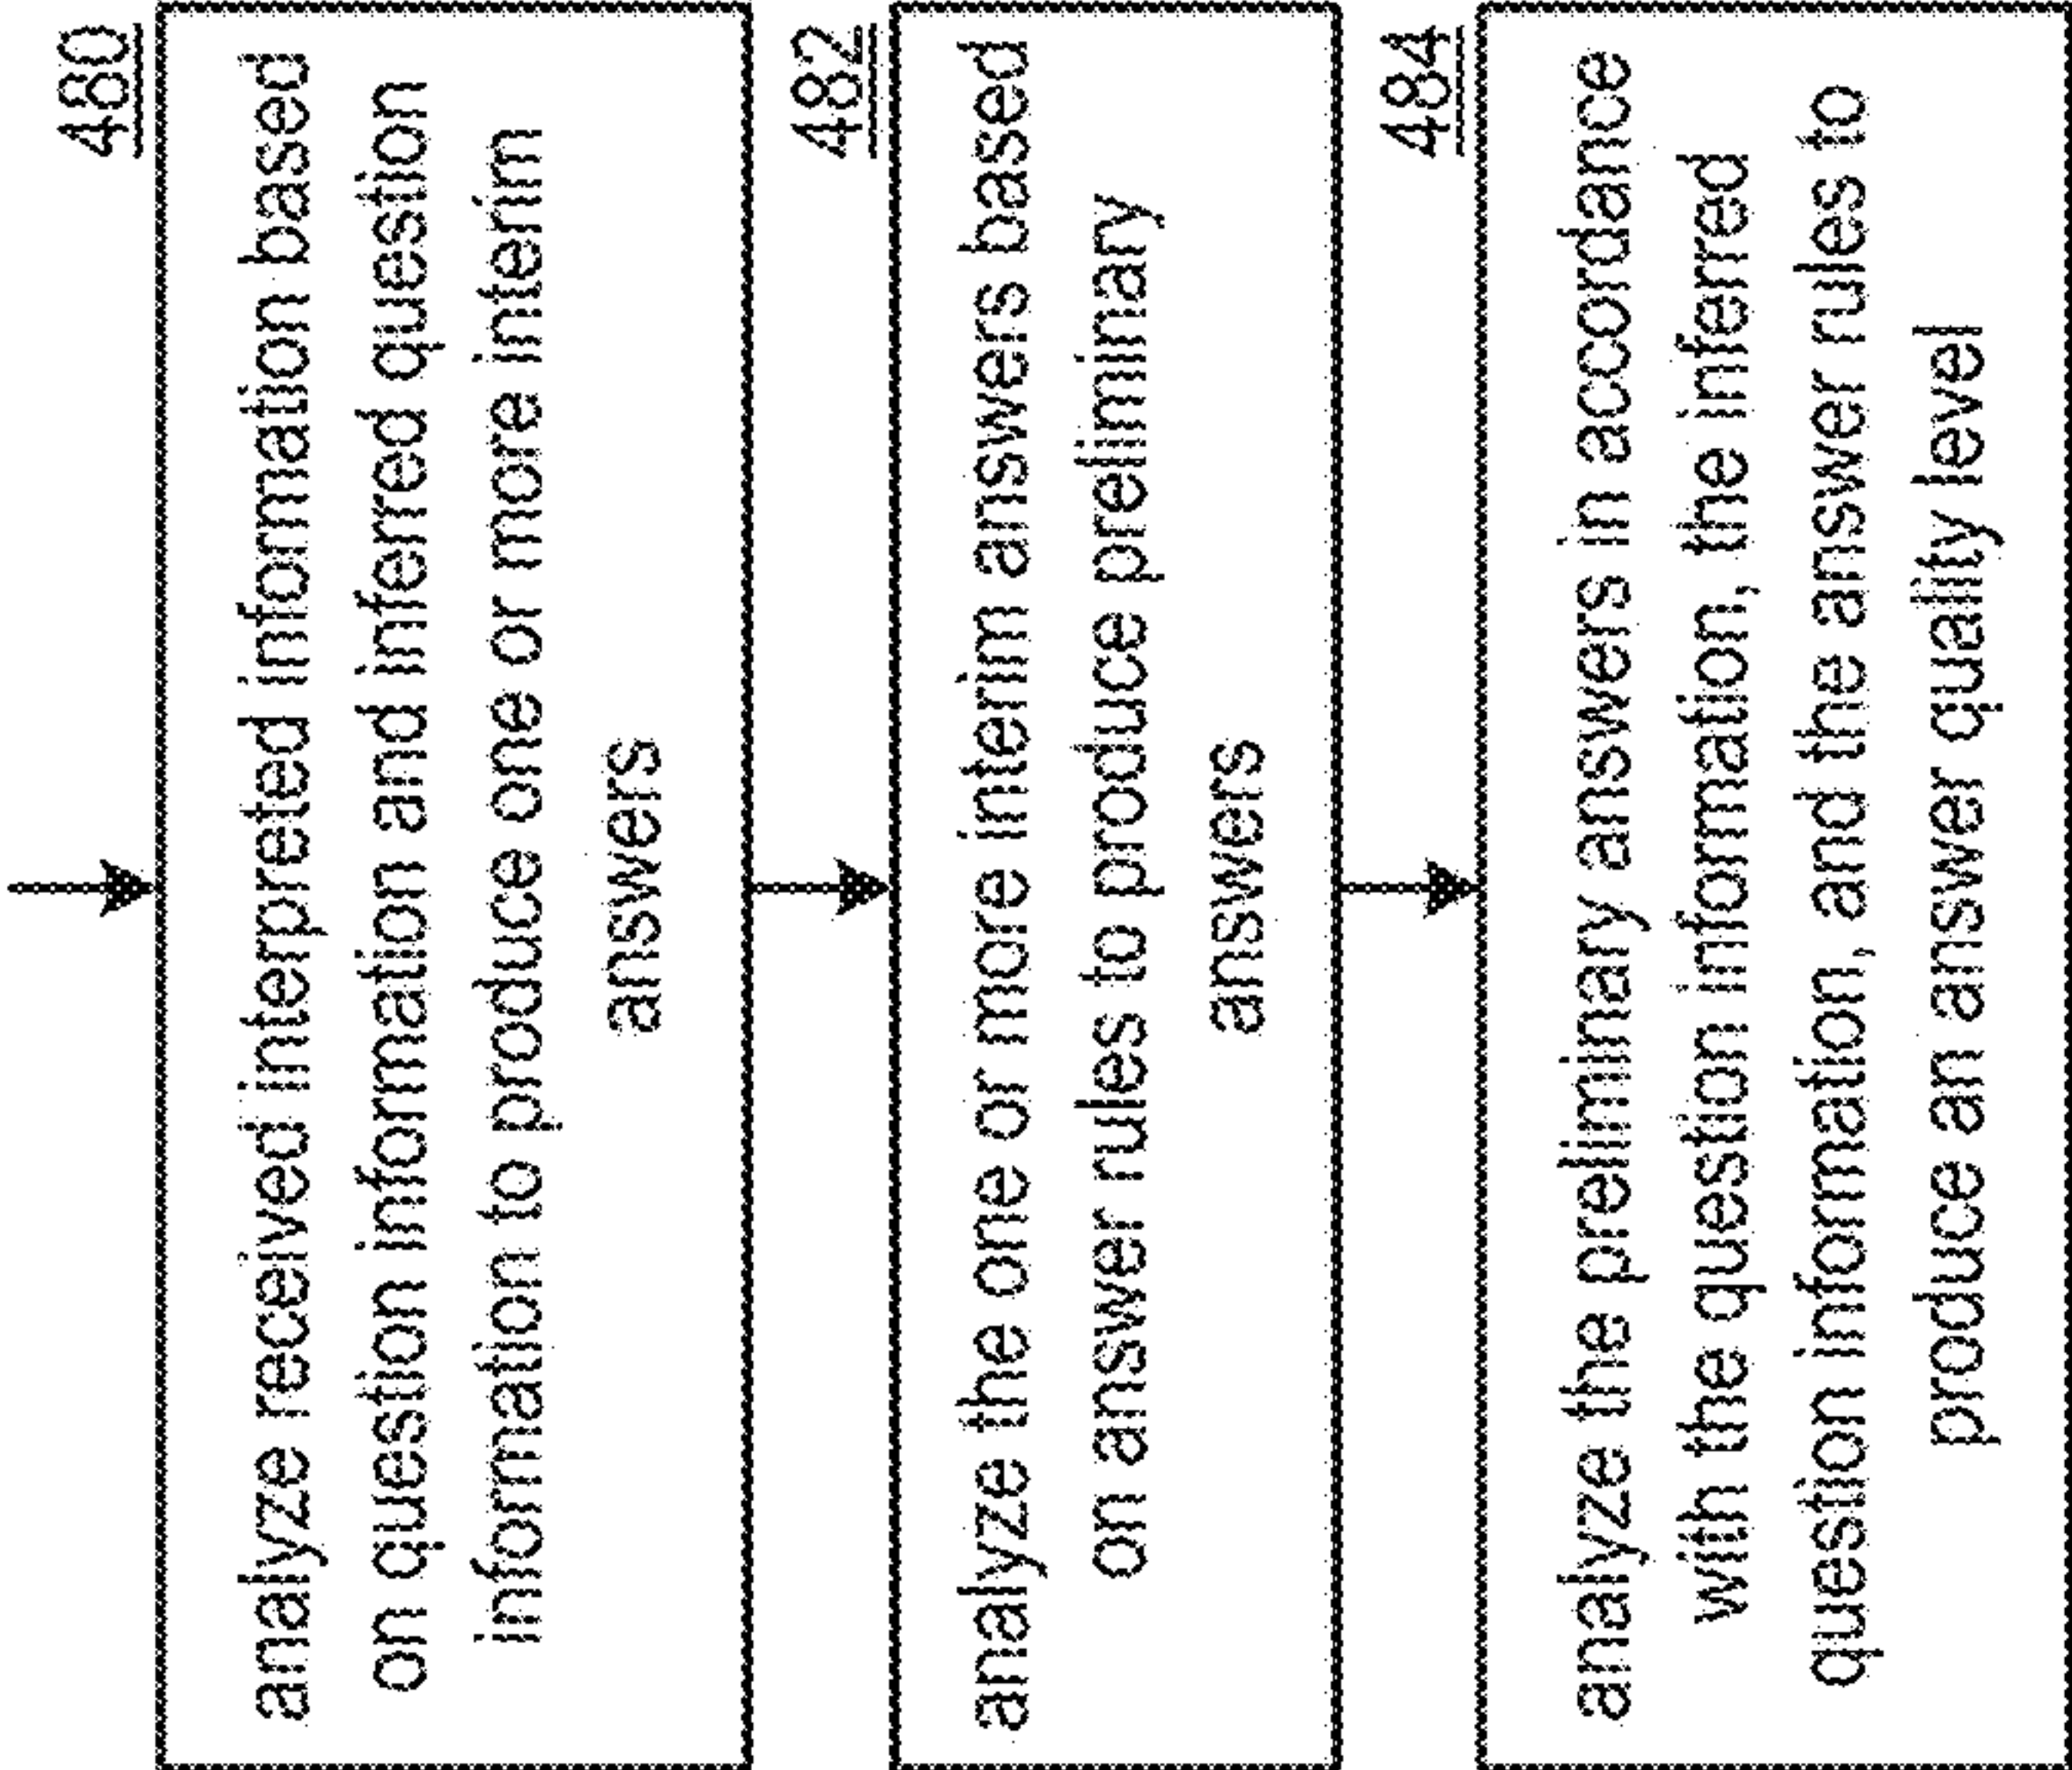 480
analyze received interpreted information based
on question information and inferred question
information to produce one or more interim
answers
482
analyze the one or more interim answers based
on answer rules to produce preliminary
answers
484
analyze the preliminary answers in accordance
with the question information, the inferred
question information, and the answer rules to
produce an answer quality level